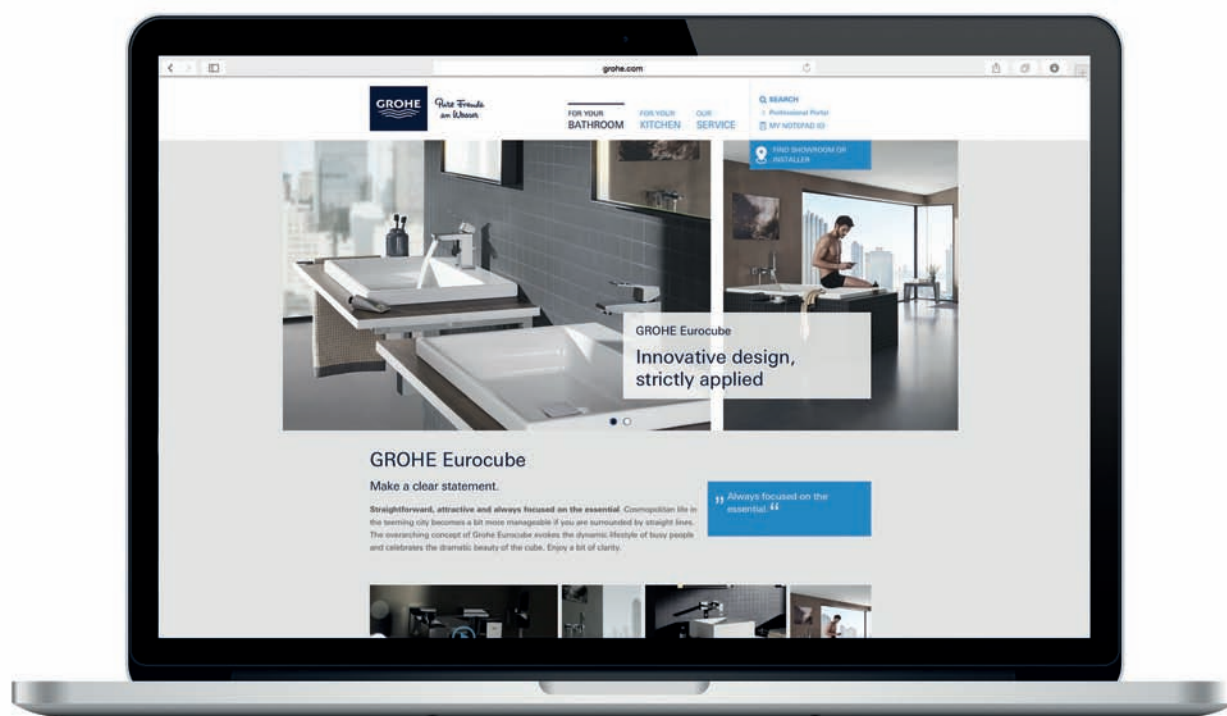 grohe.com
GROHE
Pure Freude
an Wasser
FOR YOUR
BATHROOM
FOR YOUR
KITCHEN
OUR
SERVICE
SEARCH
> Professional Portal
MY NOTEPAD (0)
FIND SHOWROOM OR
INSTALLER
GROHE Eurocube
Innovative design,
strictly applied
GROHE Eurocube
Make a clear statement.
Straightforward, attractive and always focused on the essential. Cosmopolitan life in
the teeming city becomes a bit more manageable if you are surrounded by straight lines.
The overarching concept of Grohe Eurocube evokes the dynamic lifestyle of busy people
and celebrates the dramatic beauty of the cube. Enjoy a bit of clarity.
„ Always focused on the
essential. “